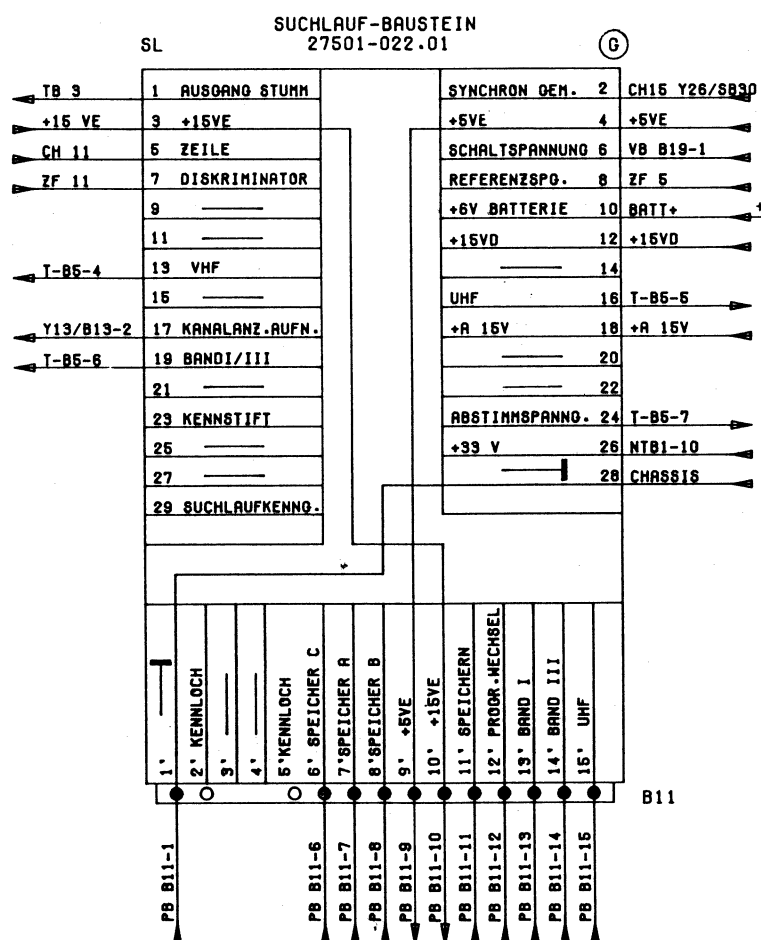 SUCHLAUF-BAUSTEIN
SL 27501-022.01 G
TB 3 1 AUSGANG STUMM SYNCHRON GEM. 2 CH15 Y26/SB30
+15 VE 3 +15VE +5VE 4 +5VE
CH 11 5 ZEILE SCHALTSPANNUNG 6 VB B19-1
ZF 11 7 DISKRIMINATOR REFERENZSPG. 8 ZF 5
9 +6V BATTERIE 10 BATT+ +
11 +15VD 12 +15VD
T-B5-4 13 VHF 14
15 UHF 16 T-B5-5
Y13/B13-2 17 KANALANZ.AUFN. +A 15V 18 +A 15V
T-B5-6 19 BANDI/III 20
21 22
23 KENNSTIFT ABSTIMMSPANNG. 24 T-B5-7
25 +33 V 26 NTB1-10
27 28 CHASSIS
29 SUCHLAUFKENNG.
1'
2' KENNLOCH
3'
4'
5'KENNLOCH
6' SPEICHER C
7'SPEICHER A
8'SPEICHER B
9' +5VE
10' +15VE
11' SPEICHERN
12' PROGR.WECHSEL
13' BAND I
14' BAND III
15' UHF
B11
PB B11-1
PB B11-6
PB B11-7
PB B11-8
PB B11-9
PB B11-10
PB B11-11
PB B11-12
PB B11-13
PB B11-14
PB B11-15